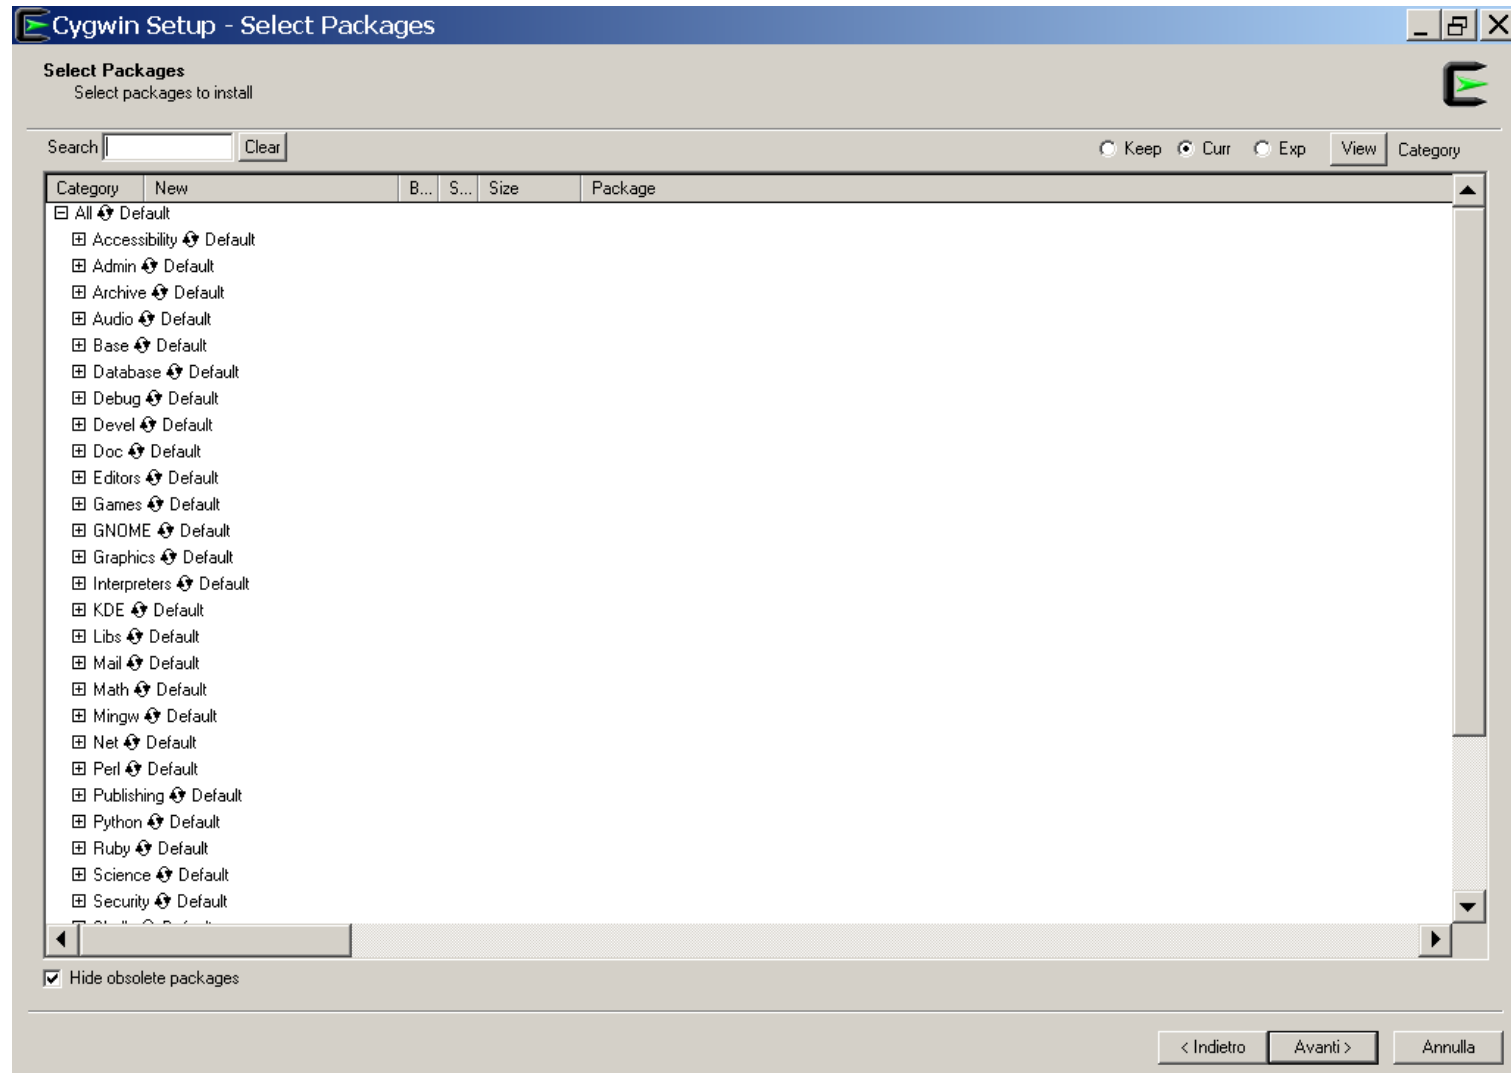 Cygwin Setup - Select Packages
Select Packages
Select packages to install
Search Clear Keep Curr Exp View Category
Category New B... S... Size Package
All Default
Accessibility Default
Admin Default
Archive Default
Audio Default
Base Default
Database Default
Debug Default
Devel Default
Doc Default
Editors Default
Games Default
GNOME Default
Graphics Default
Interpreters Default
KDE Default
Libs Default
Mail Default
Math Default
Mingw Default
Net Default
Perl Default
Publishing Default
Python Default
Ruby Default
Science Default
Security Default
Hide obsolete packages
< Indietro Avanti > Annulla